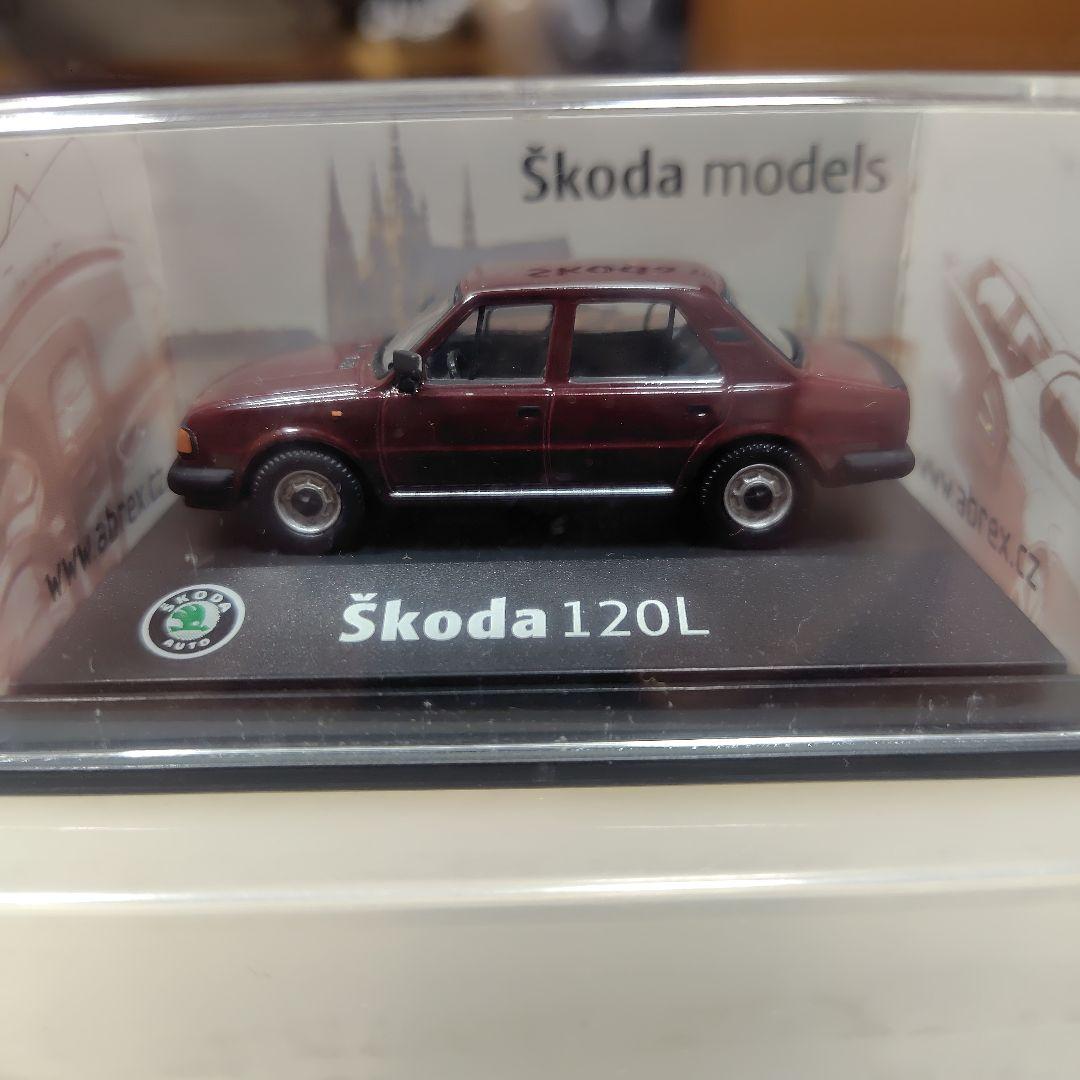 Škoda models
www.abrex.cz
www.abrex.cz
ŠKODA
AUTO
Škoda 120L